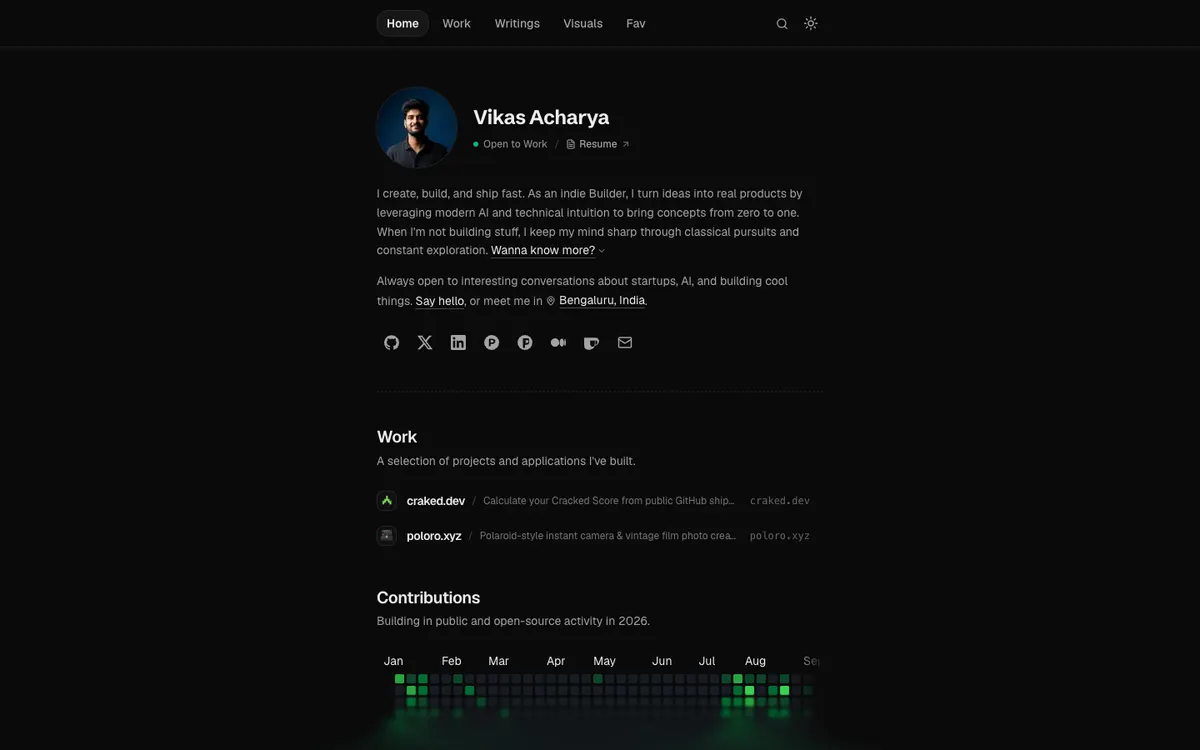 Home Work Writings Visuals Fav
Vikas Acharya
Open to Work / Resume
I create, build, and ship fast. As an indie Builder, I turn ideas into real products by
leveraging modern AI and technical intuition to bring concepts from zero to one.
When I'm not building stuff, I keep my mind sharp through classical pursuits and
constant exploration. Wanna know more?
Always open to interesting conversations about startups, AI, and building cool
things. Say hello, or meet me in Bengaluru, India.
Work
A selection of projects and applications I've built.
craked.dev / Calculate your Cracked Score from public GitHub ship... craked.dev
poloro.xyz / Polaroid-style instant camera & vintage film photo crea... poloro.xyz
Contributions
Building in public and open-source activity in 2026.
Jan Feb Mar Apr May Jun Jul Aug Sep